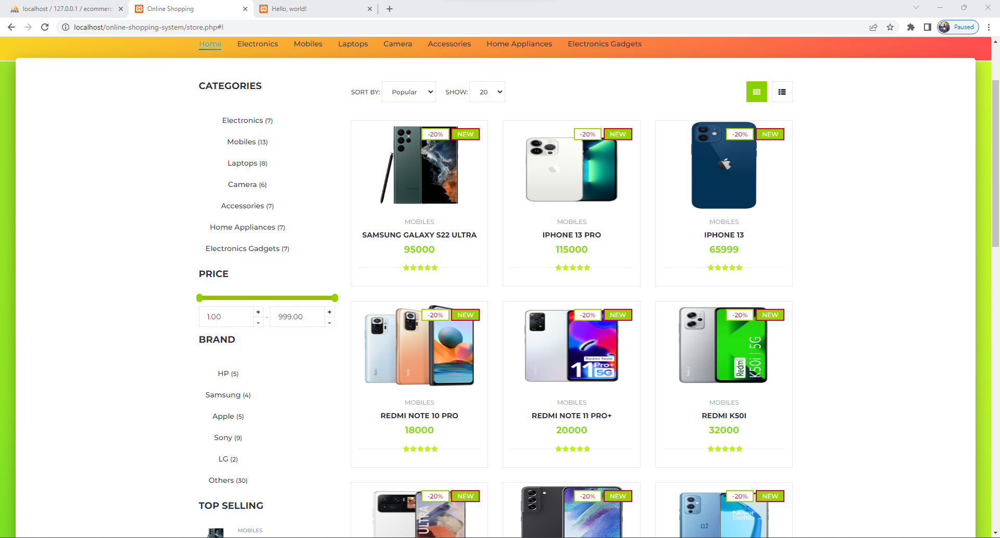 localhost / 127.0.0.1 / ecommerc
Online Shopping
Hello, world!
localhost/online-shopping-system/store.php#!
Paused
Home Electronics Mobiles Laptops Camera Accessories Home Appliances Electronics Gadgets
CATEGORIES
Electronics (7)
Mobiles (13)
Laptops (8)
Camera (6)
Accessories (7)
Home Appliances (7)
Electronics Gadgets (7)
PRICE
1.00 + - - 999.00 + -
BRAND
HP (5)
Samsung (4)
Apple (5)
Sony (9)
LG (2)
Others (30)
TOP SELLING
MOBILES
SORT BY: Popular SHOW: 20
-20% NEW
MOBILES
SAMSUNG GALAXY S22 ULTRA
95000
-20% NEW
MOBILES
IPHONE 13 PRO
115000
-20% NEW
MOBILES
IPHONE 13
65999
-20% NEW
MOBILES
REDMI NOTE 10 PRO
18000
-20% NEW
Redmi Note
11 Pro+
5G
MOBILES
REDMI NOTE 11 PRO+
20000
-20% NEW
Redmi
K50i | 5G
MOBILES
REDMI K50I
32000
-20% NEW
ULTRA
-20% NEW
-20% NEW
Never
Settle